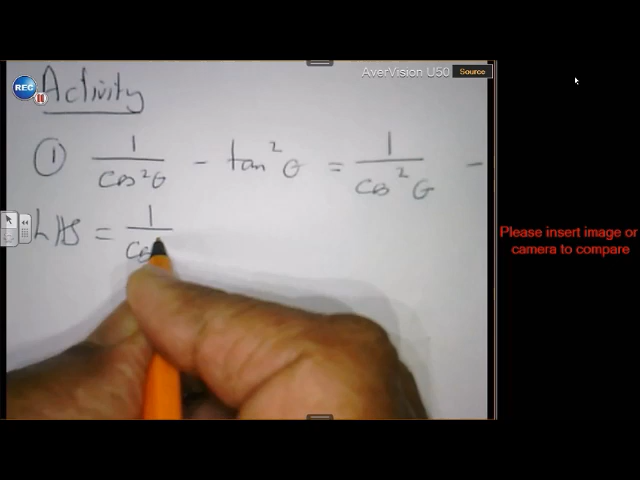 AverVision U50 Source
REC
Activity
① 1/cos²θ - tan²θ = 1/cos²θ -
LHS = 1/cos
Please insert image or
camera to compare